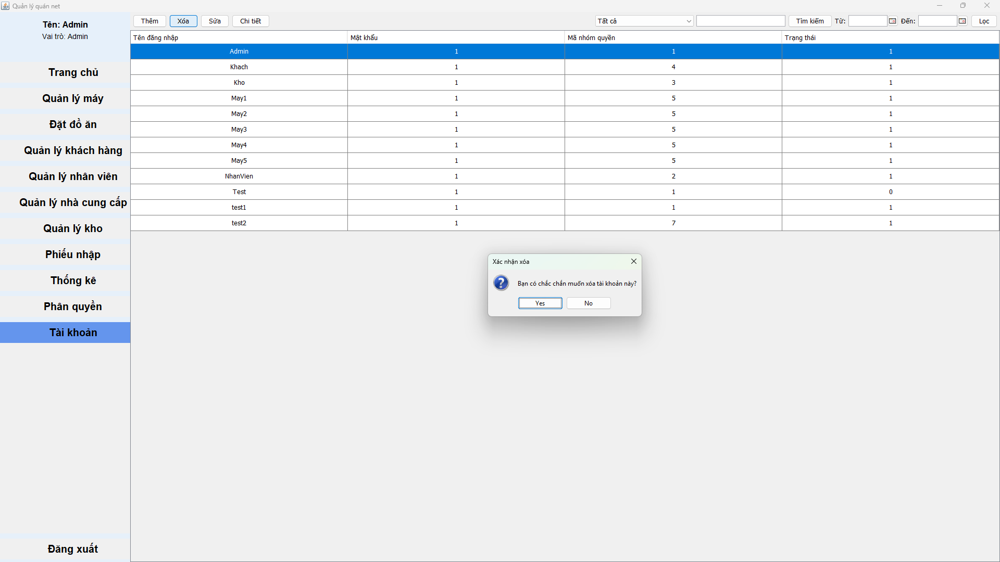 Quản lý quán net
Tên: Admin
Vai trò: Admin
Trang chủ
Quản lý máy
Đặt đồ ăn
Quản lý khách hàng
Quản lý nhân viên
Quản lý nhà cung cấp
Quản lý kho
Phiếu nhập
Thống kê
Phân quyền
Tài khoản
Đăng xuất
Thêm Xóa Sửa Chi tiết Tất cả Tìm kiếm Từ: Đến: Lọc
Tên đăng nhập Mật khẩu Mã nhóm quyền Trạng thái
Admin 1 1 1
Khach 1 4 1
Kho 1 3 1
May1 1 5 1
May2 1 5 1
May3 1 5 1
May4 1 5 1
May5 1 5 1
NhanVien 1 2 1
Test 1 1 0
test1 1 1 1
test2 1 7 1
Xác nhận xóa
Bạn có chắc chắn muốn xóa tài khoản này?
Yes No